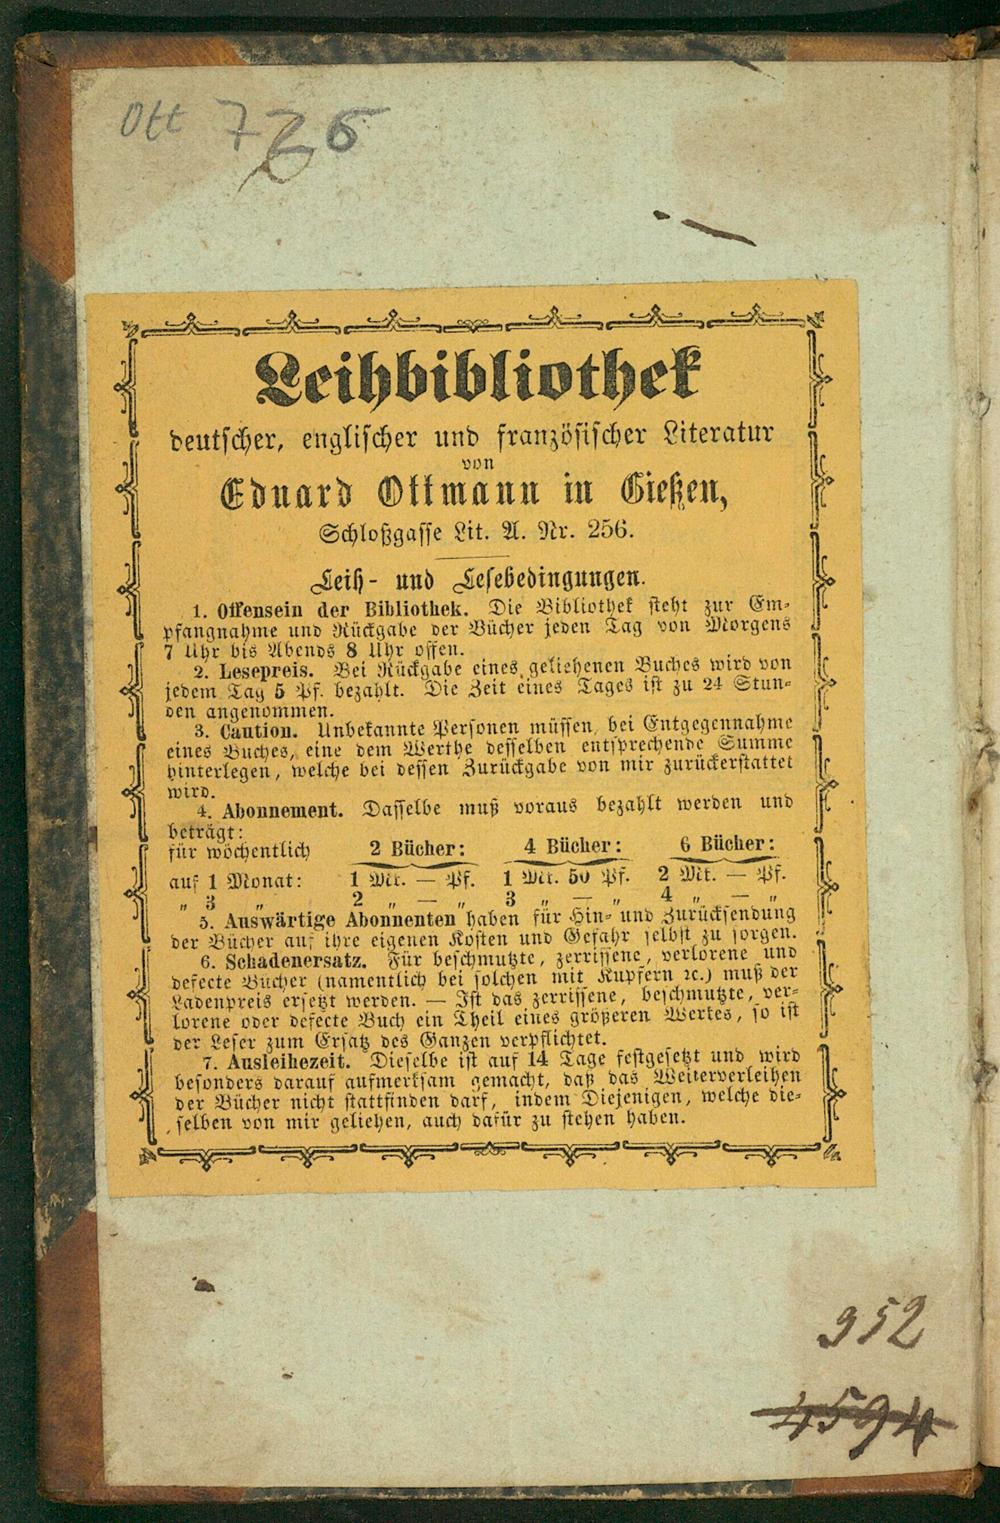 Ott 726
Leihbibliothek
deutscher, englischer und französischer Literatur
von
Eduard Ottmann in Gießen,
Schloßgasse Lit. A. Nr. 256.
Leih- und Lesebedingungen.
1. Offensein der Bibliothek. Die Bibliothek steht zur Em-
pfangnahme und Rückgabe der Bücher jeden Tag von Morgens
7 Uhr bis Abends 8 Uhr offen.
2. Lesepreis. Bei Rückgabe eines geliehenen Buches wird von
jedem Tag 5 Pf. bezahlt. Die Zeit eines Tages ist zu 24 Stun-
den angenommen.
3. Caution. Unbekannte Personen müssen bei Entgegennahme
eines Buches, eine dem Werthe desselben entsprechende Summe
hinterlegen, welche bei dessen Zurückgabe von mir zurückerstattet
wird.
4. Abonnement. Dasselbe muß voraus bezahlt werden und
beträgt:
für wöchentlich 2 Bücher: 4 Bücher: 6 Bücher:
auf 1 Monat: 1 Mk. — Pf. 1 Mk. 50 Pf. 2 Mk. — Pf.
„ 3 „ 2 „ — „ 3 „ — „ 4 „ — „
5. Auswärtige Abonnenten haben für Hin- und Zurücksendung
der Bücher auf ihre eigenen Kosten und Gefahr selbst zu sorgen.
6. Schadenersatz. Für beschmutzte, zerrissene, verlorene und
defecte Bücher (namentlich bei solchen mit Kupfern ꝛc.) muß der
Ladenpreis ersetzt werden. — Ist das zerrissene, beschmutzte, ver-
lorene oder defecte Buch ein Theil eines größeren Werkes, so ist
der Leser zum Ersatz des Ganzen verpflichtet.
7. Ausleihezeit. Dieselbe ist auf 14 Tage festgesetzt und wird
besonders darauf aufmerksam gemacht, daß das Weiterverleihen
der Bücher nicht stattfinden darf, indem Diejenigen, welche die-
selben von mir geliehen, auch dafür zu stehen haben.
952
4594